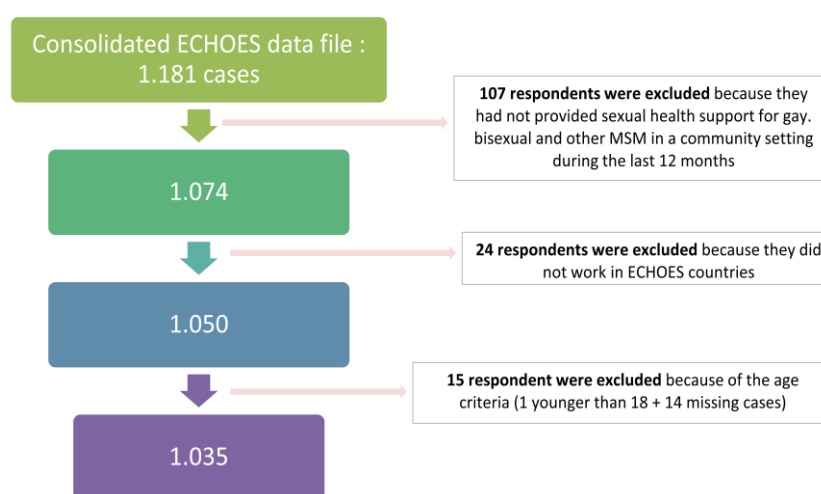 Consolidated ECHOES data file :
1.181 cases
107 respondents were excluded because they
had not provided sexual health support for gay.
bisexual and other MSM in a community setting
during the last 12 months
1.074
24 respondents were excluded because they did
not work in ECHOES countries
1.050
15 respondent were excluded because of the age
criteria (1 younger than 18 + 14 missing cases)
1.035